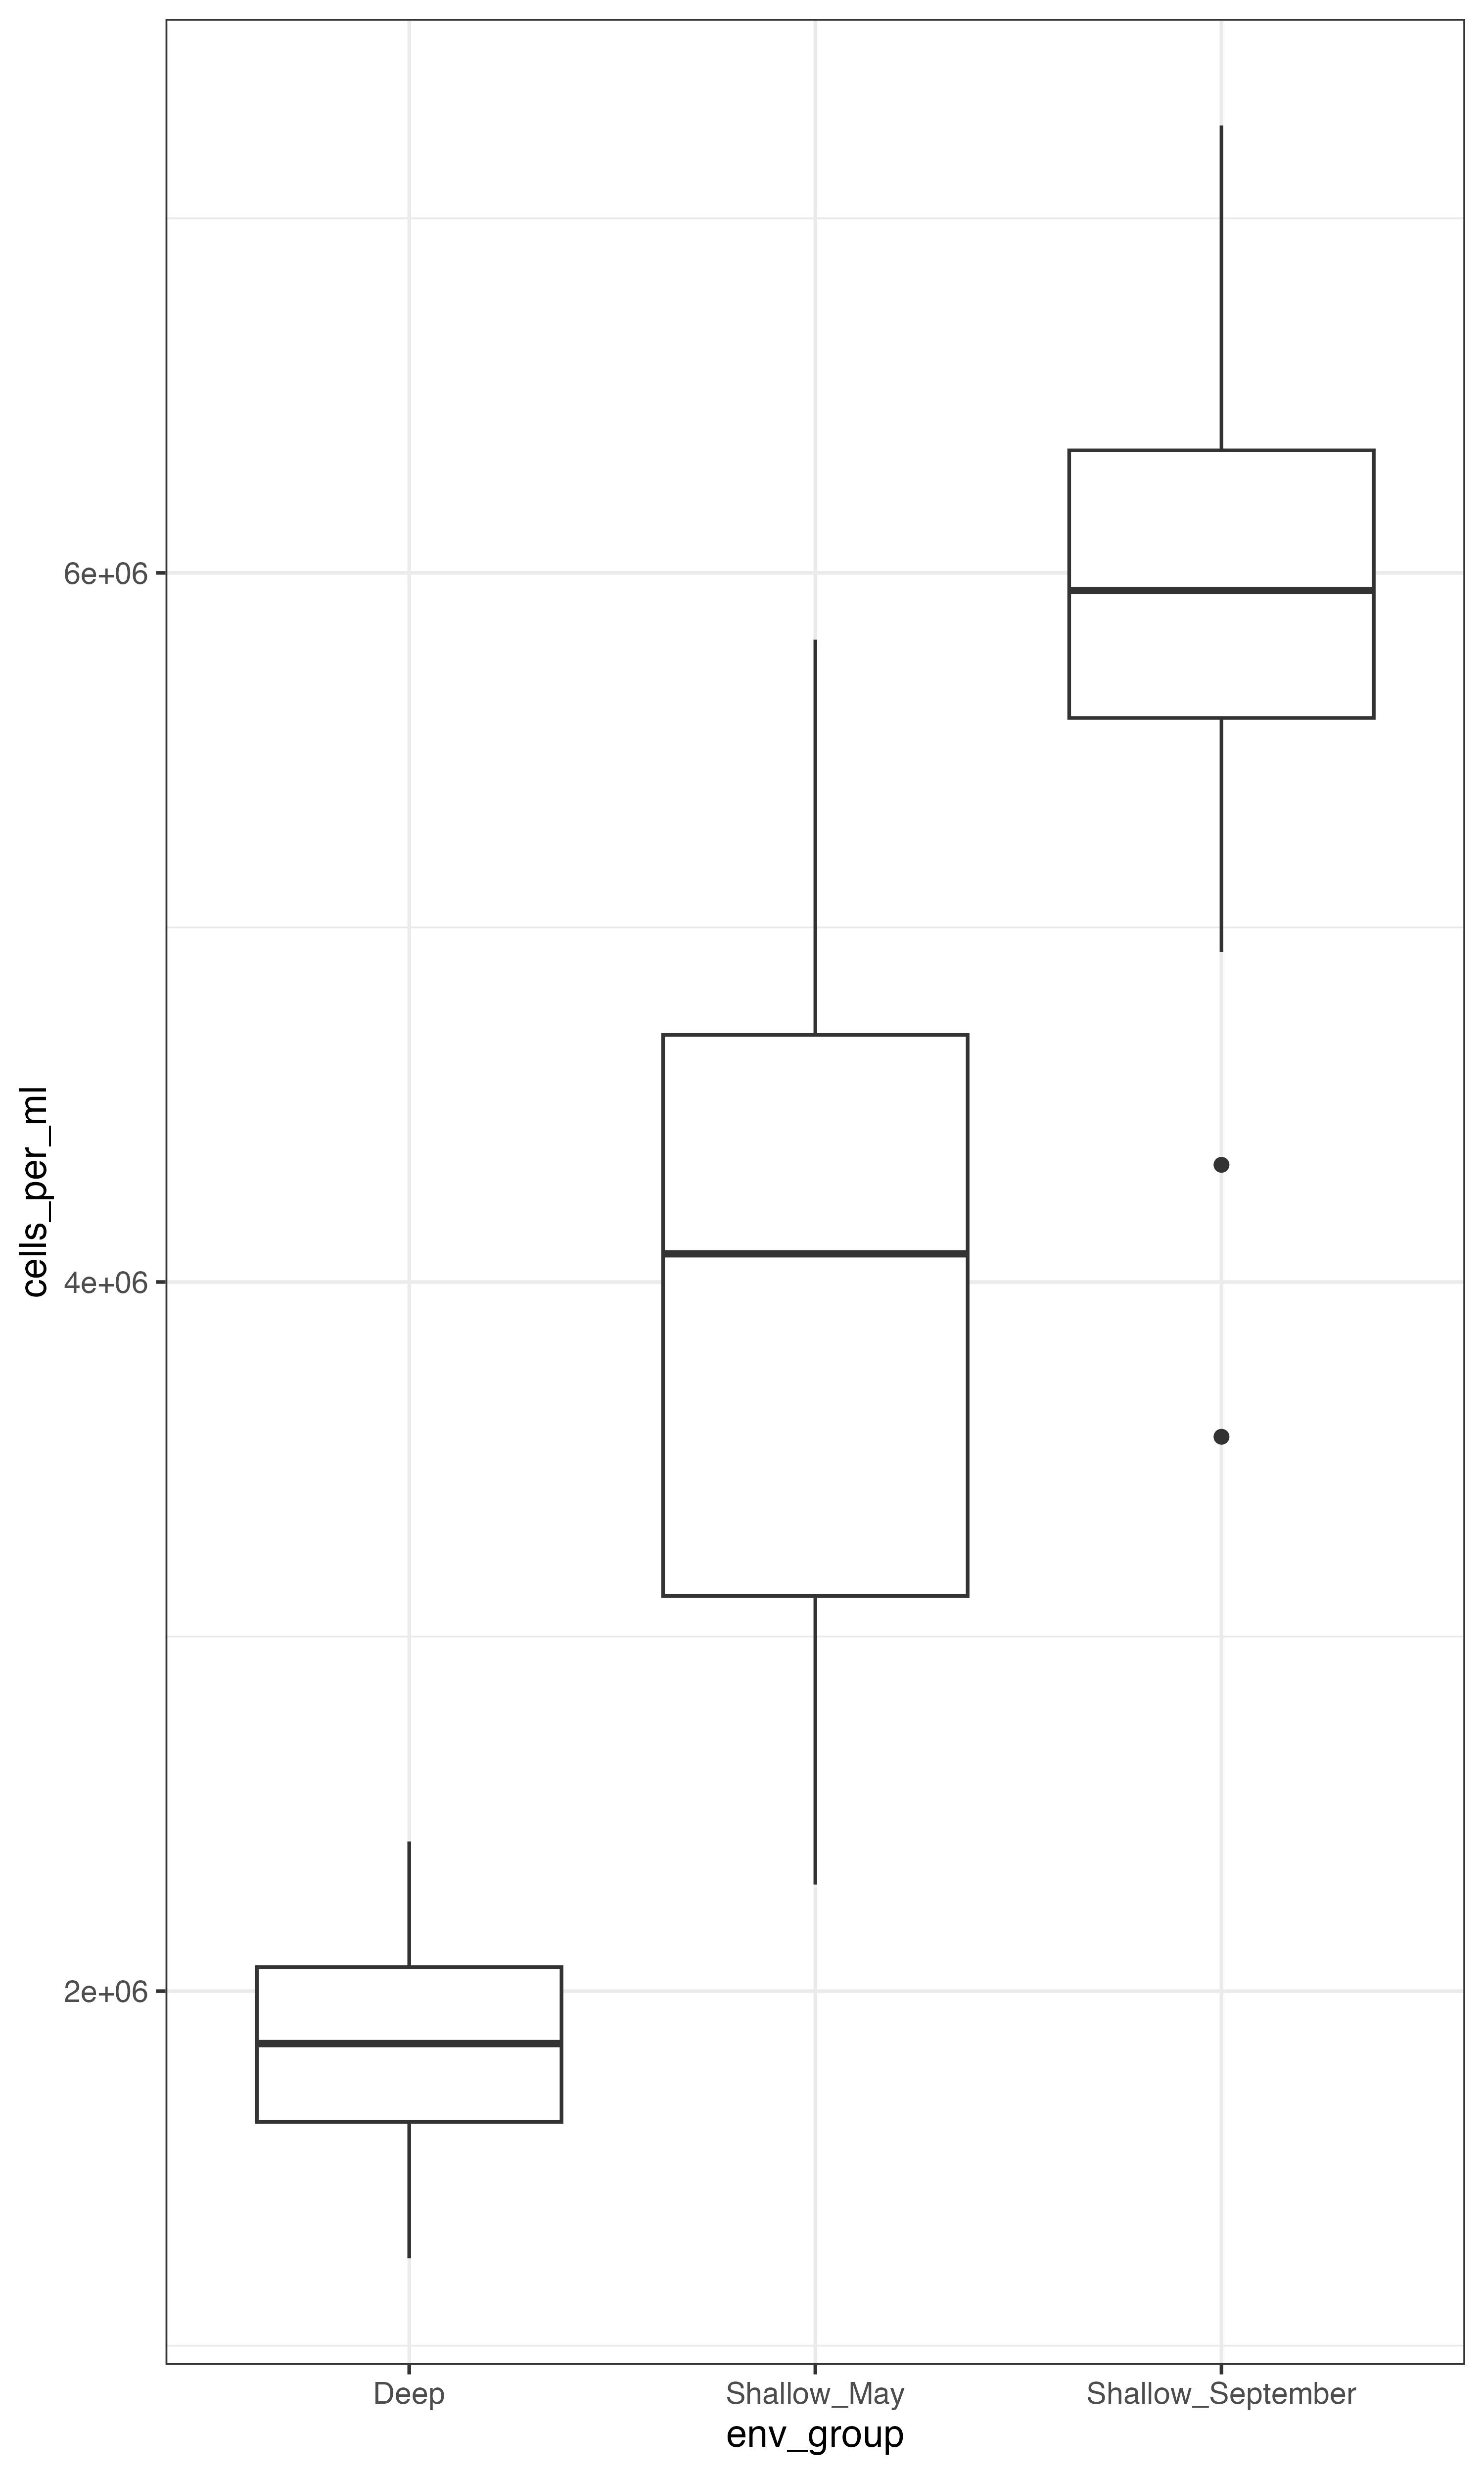 cells_per_ml
6e+06
4e+06
2e+06
Deep
Shallow_May
Shallow_September
env_group